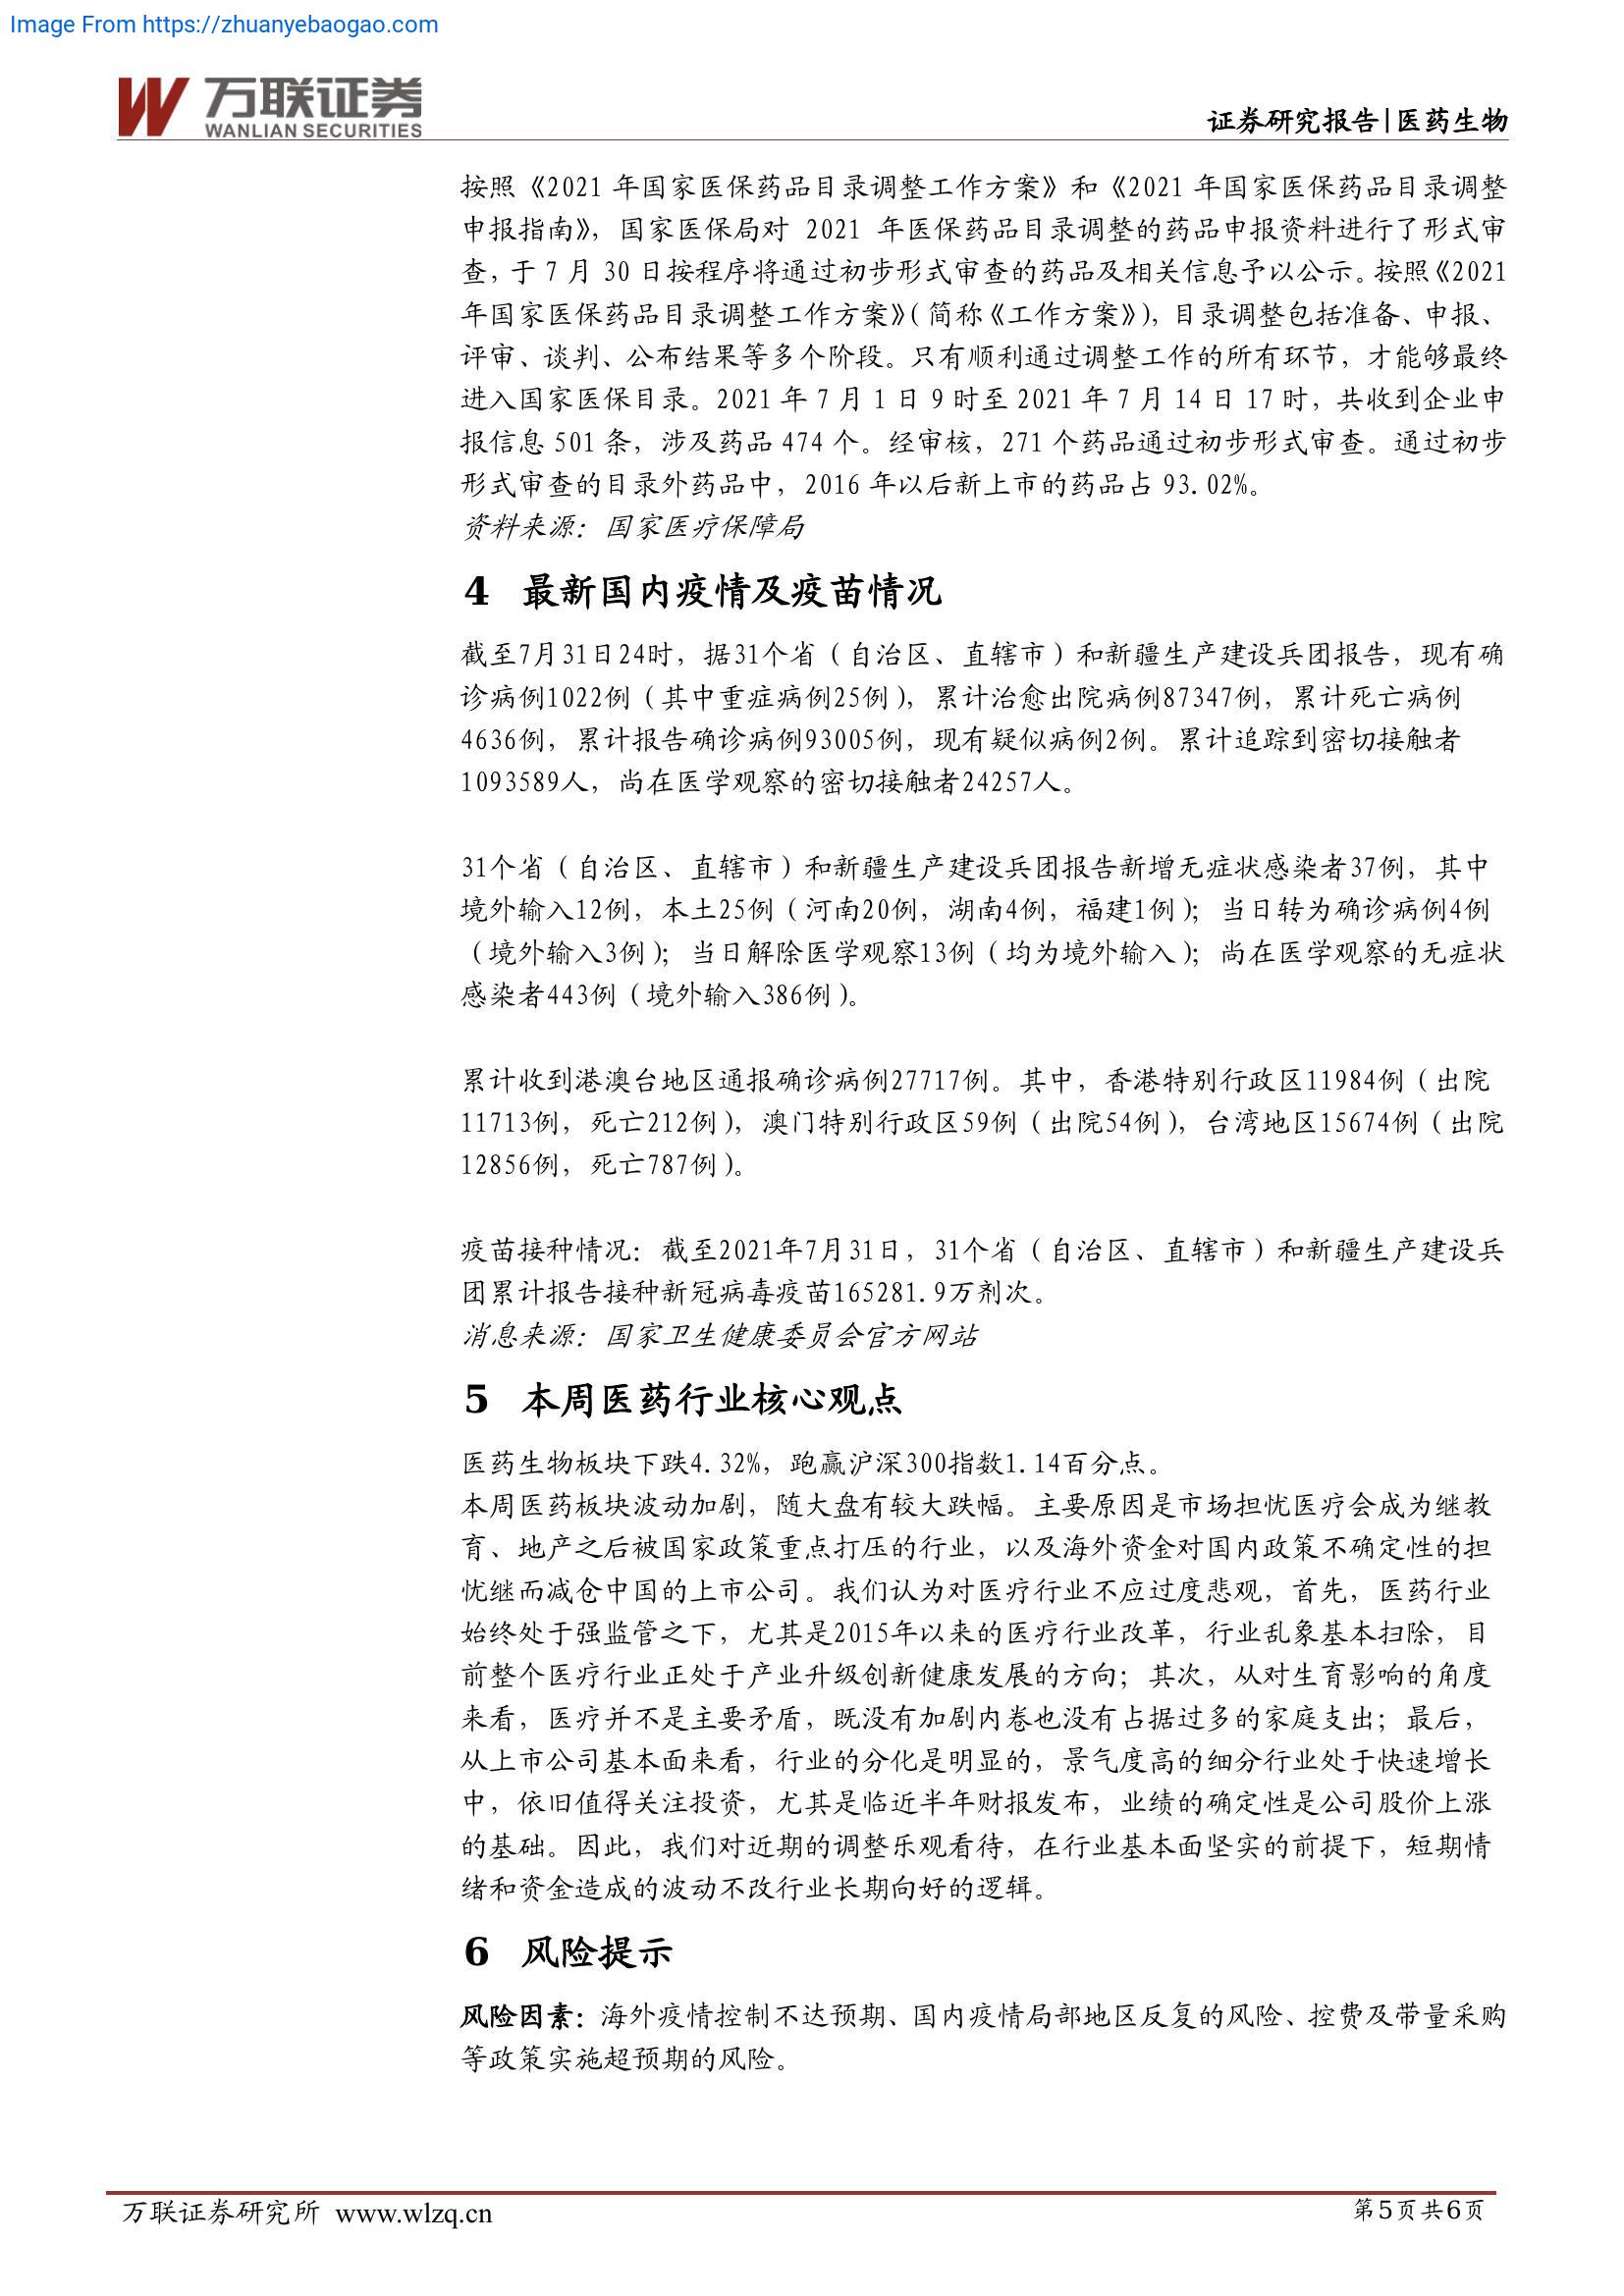 Image From https://zhuanyebaogao.com
万联证券
WANLIAN SECURITIES
证券研究报告|医药生物
按照《2021 年国家医保药品目录调整工作方案》和《2021 年国家医保药品目录调整
申报指南》，国家医保局对 2021 年医保药品目录调整的药品申报资料进行了形式审
查，于 7 月 30 日按程序将通过初步形式审查的药品及相关信息予以公示。按照《2021
年国家医保药品目录调整工作方案》（简称《工作方案》），目录调整包括准备、申报、
评审、谈判、公布结果等多个阶段。只有顺利通过调整工作的所有环节，才能够最终
进入国家医保目录。2021 年 7 月 1 日 9 时至 2021 年 7 月 14 日 17 时，共收到企业申
报信息 501 条，涉及药品 474 个。经审核，271 个药品通过初步形式审查。通过初步
形式审查的目录外药品中，2016 年以后新上市的药品占 93.02%。
资料来源：国家医疗保障局
4 最新国内疫情及疫苗情况
截至7月31日24时，据31个省（自治区、直辖市）和新疆生产建设兵团报告，现有确
诊病例1022例（其中重症病例25例），累计治愈出院病例87347例，累计死亡病例
4636例，累计报告确诊病例93005例，现有疑似病例2例。累计追踪到密切接触者
1093589人，尚在医学观察的密切接触者24257人。
31个省（自治区、直辖市）和新疆生产建设兵团报告新增无症状感染者37例，其中
境外输入12例，本土25例（河南20例，湖南4例，福建1例）；当日转为确诊病例4例
（境外输入3例）；当日解除医学观察13例（均为境外输入）；尚在医学观察的无症状
感染者443例（境外输入386例）。
累计收到港澳台地区通报确诊病例27717例。其中，香港特别行政区11984例（出院
11713例，死亡212例），澳门特别行政区59例（出院54例），台湾地区15674例（出院
12856例，死亡787例）。
疫苗接种情况：截至2021年7月31日，31个省（自治区、直辖市）和新疆生产建设兵
团累计报告接种新冠病毒疫苗165281.9万剂次。
消息来源：国家卫生健康委员会官方网站
5 本周医药行业核心观点
医药生物板块下跌4.32%，跑赢沪深300指数1.14百分点。
本周医药板块波动加剧，随大盘有较大跌幅。主要原因是市场担忧医疗会成为继教
育、地产之后被国家政策重点打压的行业，以及海外资金对国内政策不确定性的担
忧继而减仓中国的上市公司。我们认为对医疗行业不应过度悲观，首先，医药行业
始终处于强监管之下，尤其是2015年以来的医疗行业改革，行业乱象基本扫除，目
前整个医疗行业正处于产业升级创新健康发展的方向；其次，从对生育影响的角度
来看，医疗并不是主要矛盾，既没有加剧内卷也没有占据过多的家庭支出；最后，
从上市公司基本面来看，行业的分化是明显的，景气度高的细分行业处于快速增长
中，依旧值得关注投资，尤其是临近半年财报发布，业绩的确定性是公司股价上涨
的基础。因此，我们对近期的调整乐观看待，在行业基本面坚实的前提下，短期情
绪和资金造成的波动不改行业长期向好的逻辑。
6 风险提示
风险因素：海外疫情控制不达预期、国内疫情局部地区反复的风险、控费及带量采购
等政策实施超预期的风险。
万联证券研究所 www.wlzq.cn
第5页共6页